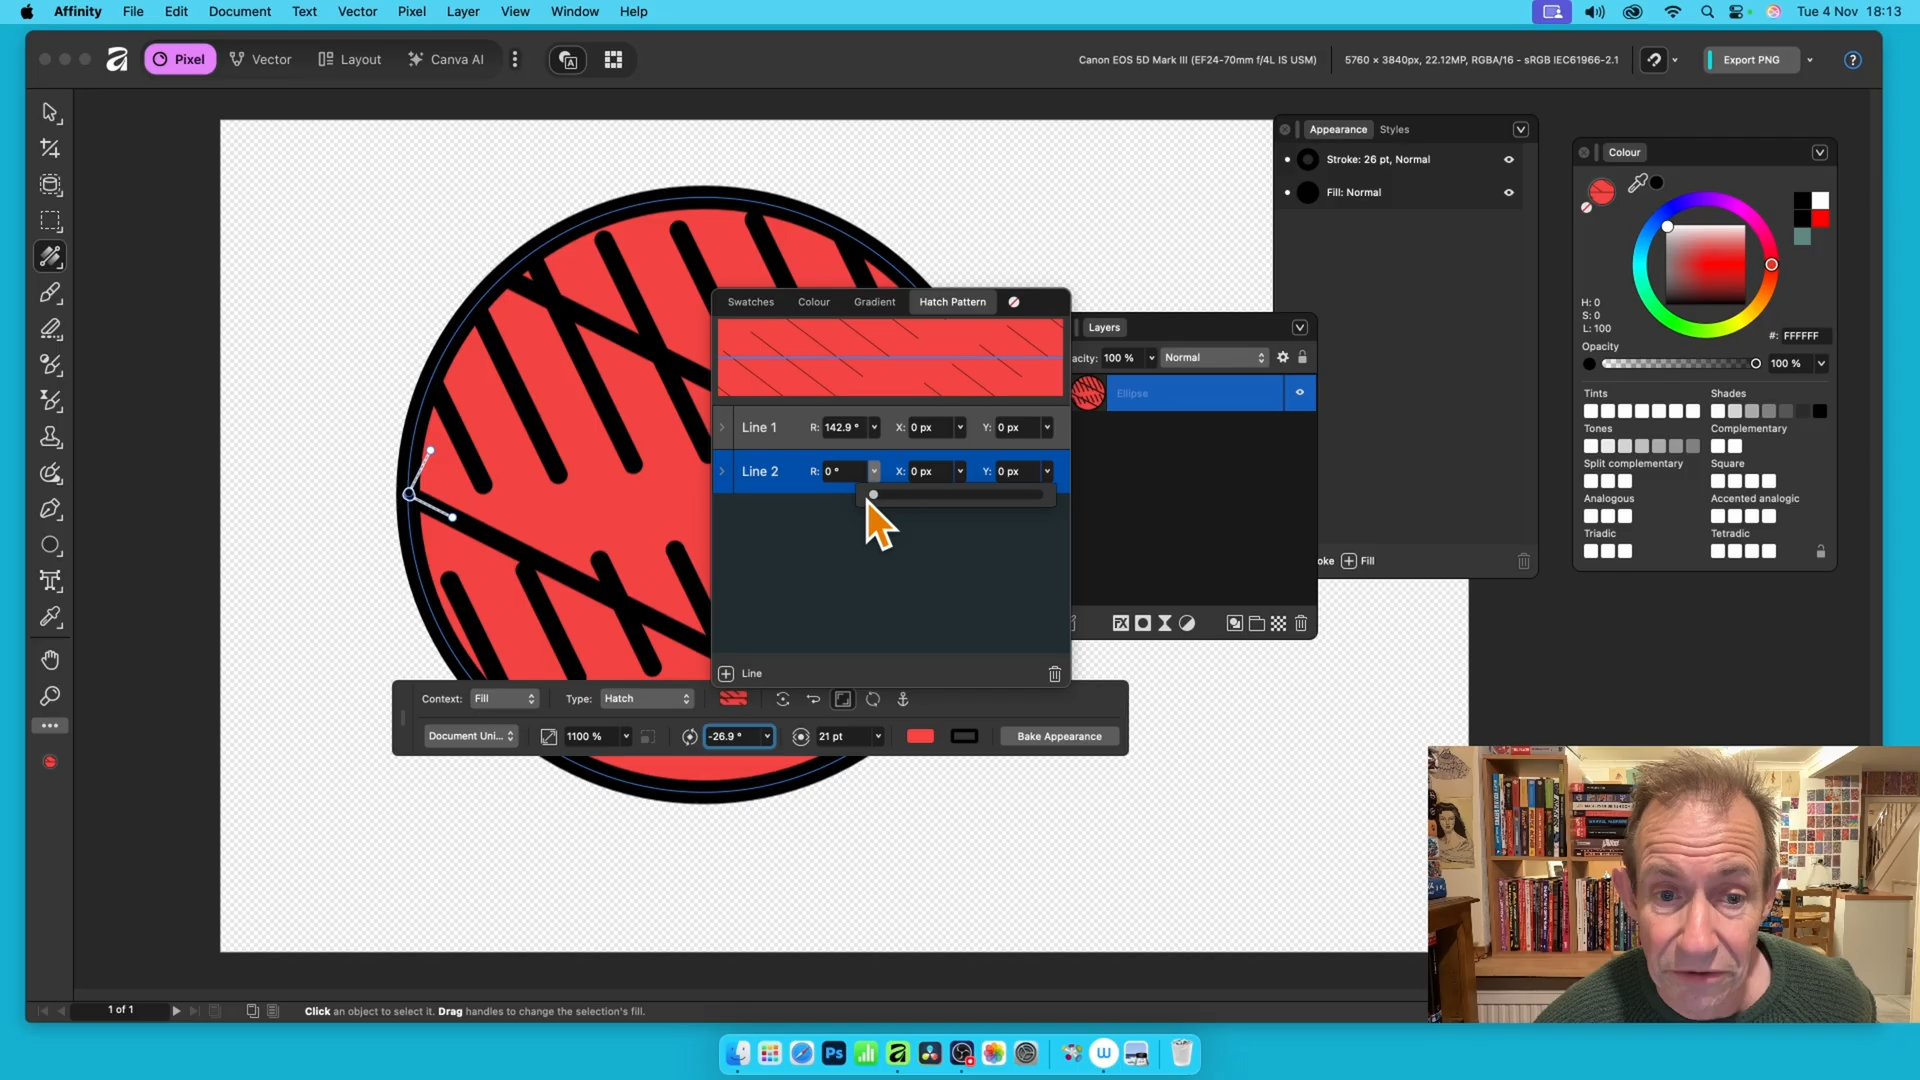 Affinity File Edit Document Text Vector Pixel Layer View Window Help Tue 4 Nov 18:13
Pixel Vector Layout Canva AI Canon EOS 5D Mark III (EF24-70mm f/4L IS USM) 5760 × 3840px, 22.12MP, RGBA/16 - sRGB IEC61966-2.1 Export PNG
Appearance Styles
Stroke: 26 pt, Normal
Fill: Normal
oke Fill
Colour
H: 0
S: 0
L: 100
#: FFFFFF
Opacity
100 %
Tints Shades
Tones Complementary
Split complementary Square
Analogous Accented analogic
Triadic Tetradic
Swatches Colour Gradient Hatch Pattern
Line 1 R: 142.9 ° X: 0 px Y: 0 px
Line 2 R: 0 ° X: 0 px Y: 0 px
Line
Layers
acity: 100 % Normal
Ellipse
Context: Fill Type: Hatch
Document Uni... 1100 % -26.9 ° 21 pt Bake Appearance
1 of 1 Click an object to select it. Drag handles to change the selection's fill.
Ps